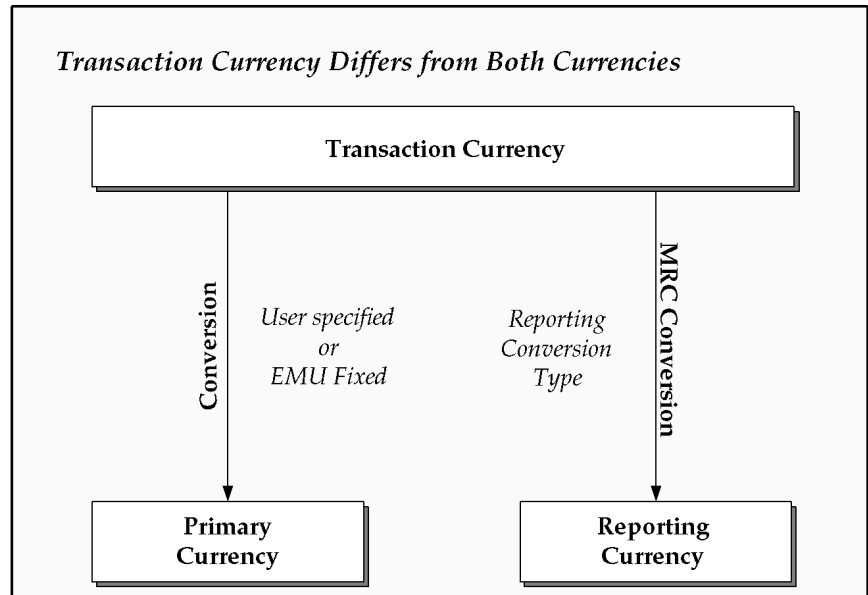 Transaction Currency Differs from Both Currencies
Transaction Currency
Conversion
User specified
or
EMU Fixed
Reporting
Conversion
Type
MRC Conversion
Primary
Currency
Reporting
Currency